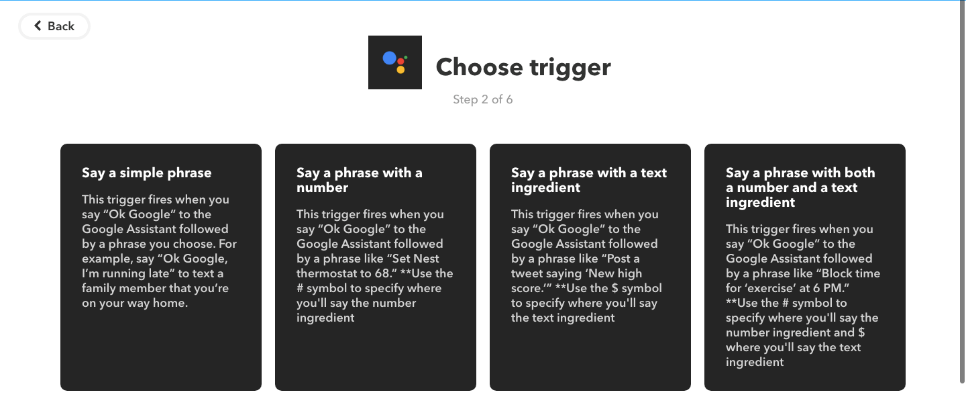 Back
Choose trigger
Step 2 of 6
Say a simple phrase
This trigger fires when you
say “Ok Google” to the
Google Assistant followed
by a phrase you choose. For
example, say “Ok Google,
I’m running late” to text a
family member that you’re
on your way home.
Say a phrase with a
number
This trigger fires when you
say “Ok Google” to the
Google Assistant followed
by a phrase like “Set Nest
thermostat to 68.” **Use the
# symbol to specify where
you'll say the number
ingredient
Say a phrase with a text
ingredient
This trigger fires when you
say “Ok Google” to the
Google Assistant followed
by a phrase like “Post a
tweet saying ‘New high
score.’” **Use the $ symbol
to specify where you'll say
the text ingredient
Say a phrase with both
a number and a text
ingredient
This trigger fires when you
say “Ok Google” to the
Google Assistant followed
by a phrase like “Block time
for ‘exercise’ at 6 PM.”
**Use the # symbol to
specify where you'll say the
number ingredient and $
where you'll say the text
ingredient